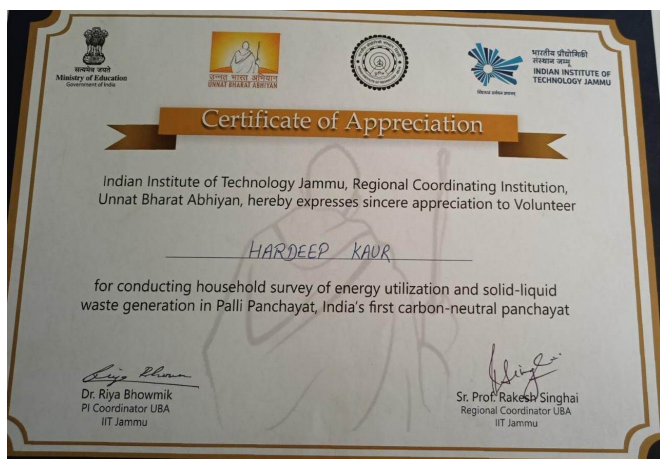 सत्यमेव जयते
Ministry of Education
Government of India
उन्नत भारत अभियान
UNNAT BHARAT ABHIYAN
भारतीय प्रौद्योगिकी
संस्थान जम्मू
INDIAN INSTITUTE OF
TECHNOLOGY JAMMU
Certificate of Appreciation
Indian Institute of Technology Jammu, Regional Coordinating Institution,
Unnat Bharat Abhiyan, hereby expresses sincere appreciation to Volunteer
HARDEEP KAUR
for conducting household survey of energy utilization and solid-liquid
waste generation in Palli Panchayat, India's first carbon-neutral panchayat
Dr. Riya Bhowmik
PI Coordinator UBA
IIT Jammu
Sr. Prof. Rakesh Singhai
Regional Coordinator UBA
IIT Jammu